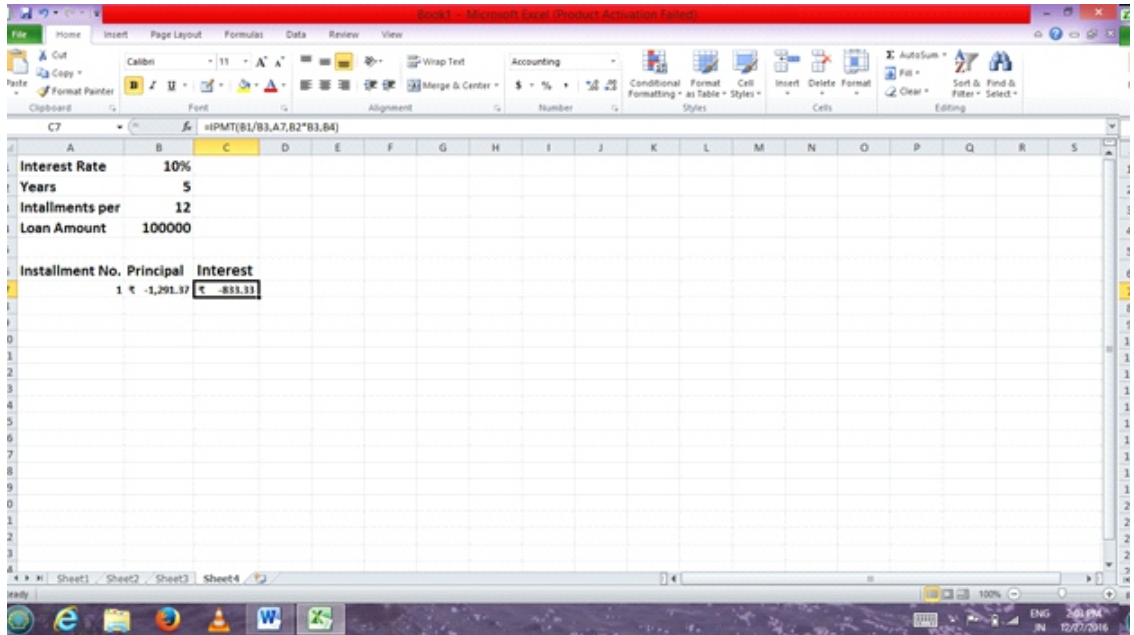 Book1 - Microsoft Excel (Product Activation Failed)
File Home Insert Page Layout Formulas Data Review View
Cut
Copy
Format Painter
Paste
Clipboard
Calibri 11
B I U
Font
Wrap Text
Merge & Center
Alignment
Accounting
$ % ,
Number
Conditional Formatting
Format as Table
Cell Styles
Styles
Insert Delete Format
Cells
AutoSum
Fill
Clear
Sort & Filter
Find & Select
Editing
C7 fx =IPMT(B1/B3,A7,B2*B3,B4)
A B C D E F G H I J K L M N O P Q R S
Interest Rate 10%
Years 5
Intallments per 12
Loan Amount 100000
Installment No. Principal Interest
1 ₹ -1,291.37 ₹ -833.33
Sheet1 Sheet2 Sheet3 Sheet4
100%
ENG 2:03 PM
IN 12/27/2016